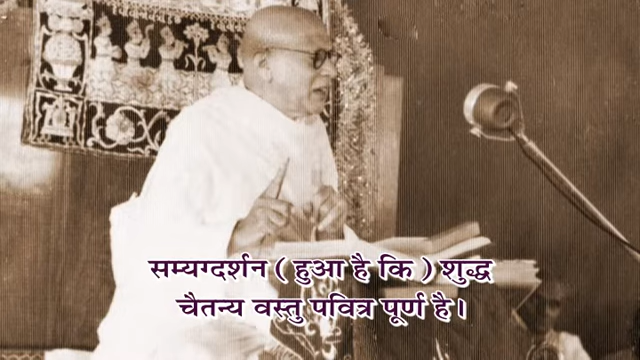 सम्यग्दर्शन ( हुआ है कि ) शुद्ध
चैतन्य वस्तु पवित्र पूर्ण है।